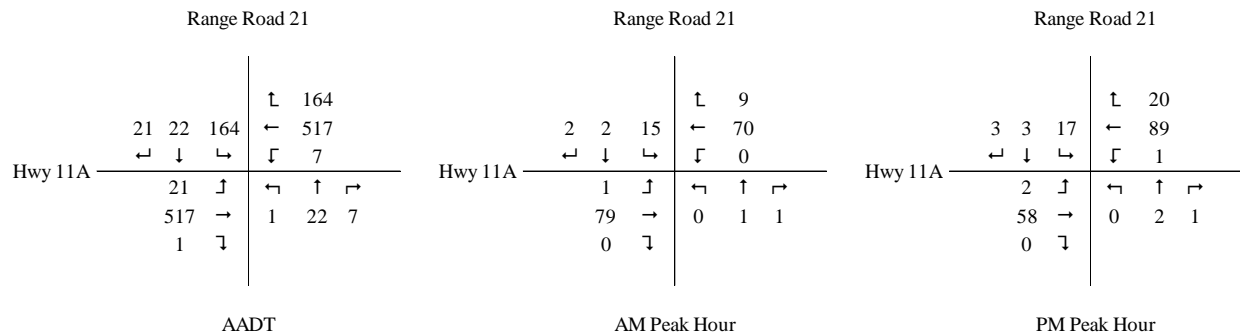 Range Road 21 Range Road 21 Range Road 21
↰ 164 ↰ 9 ↰ 20
21 22 164 ← 517 2 2 15 ← 70 3 3 17 ← 89
↵ ↓ ↳ ↲ 7 ↵ ↓ ↳ ↲ 0 ↵ ↓ ↳ ↲ 1
Hwy 11A Hwy 11A Hwy 11A
21 ↰ ↑ ↱ 1 ↰ ↑ ↱ 2 ↰ ↑ ↱
517 → 1 22 7 79 → 0 1 1 58 → 0 2 1
1 ↴ 0 ↴ 0 ↴
AADT AM Peak Hour PM Peak Hour